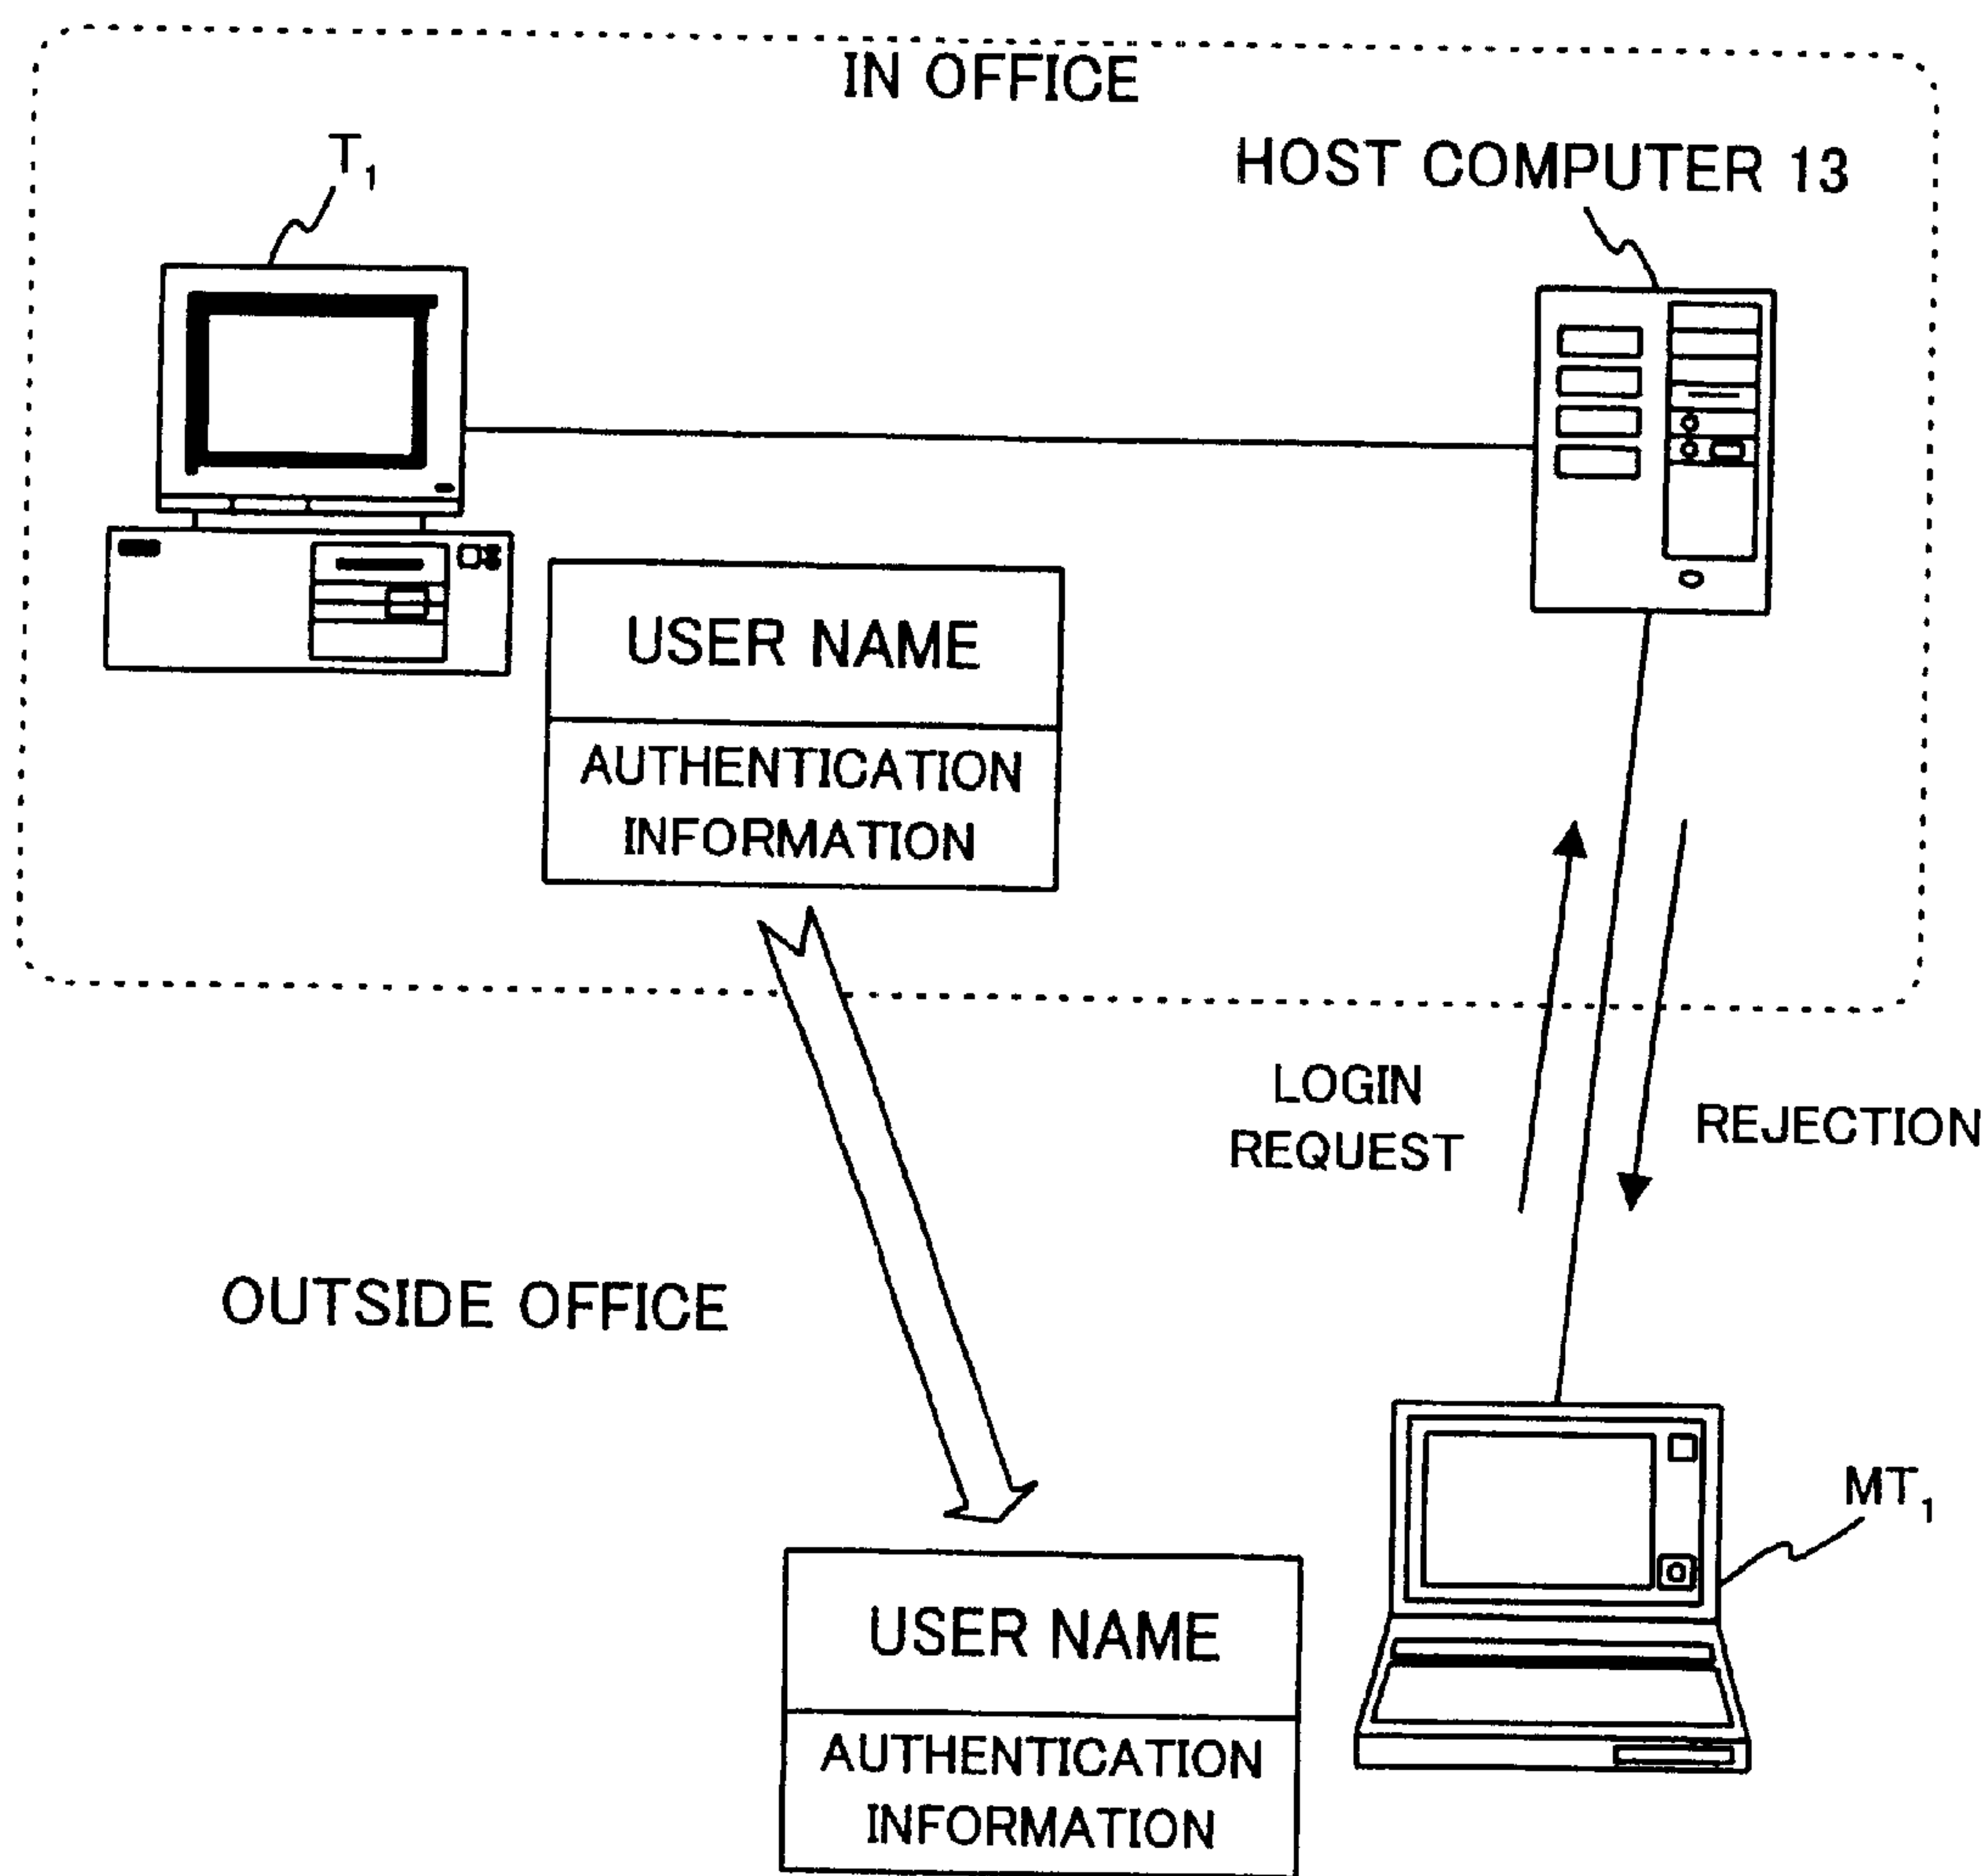 IN OFFICE
T1
HOST COMPUTER 13
USER NAME
AUTHENTICATION
INFORMATION
LOGIN
REQUEST
REJECTION
OUTSIDE OFFICE
MT1
USER NAME
AUTHENTICATION
INFORMATION